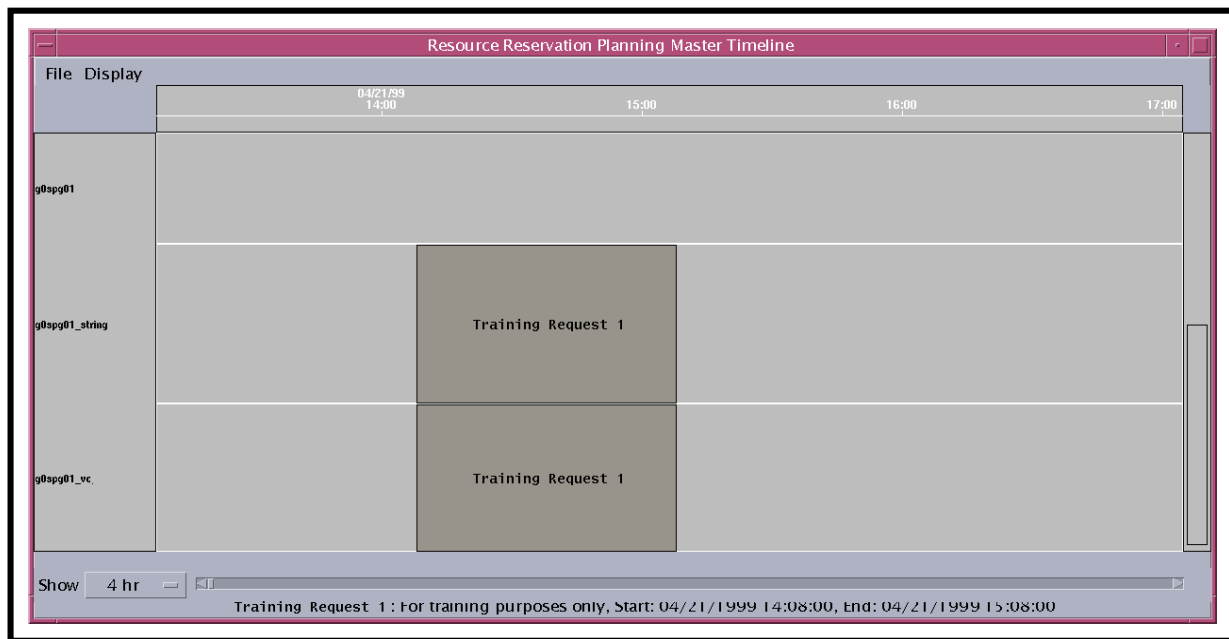 Resource Reservation Planning Master Timeline
File Display
04/21/99
14:00 15:00 16:00 17:00
g0spg01
g0spg01_string
Training Request 1
g0spg01_vc
Training Request 1
Show 4 hr
Training Request 1 : For training purposes only, Start: 04/21/1999 14:08:00, End: 04/21/1999 15:08:00